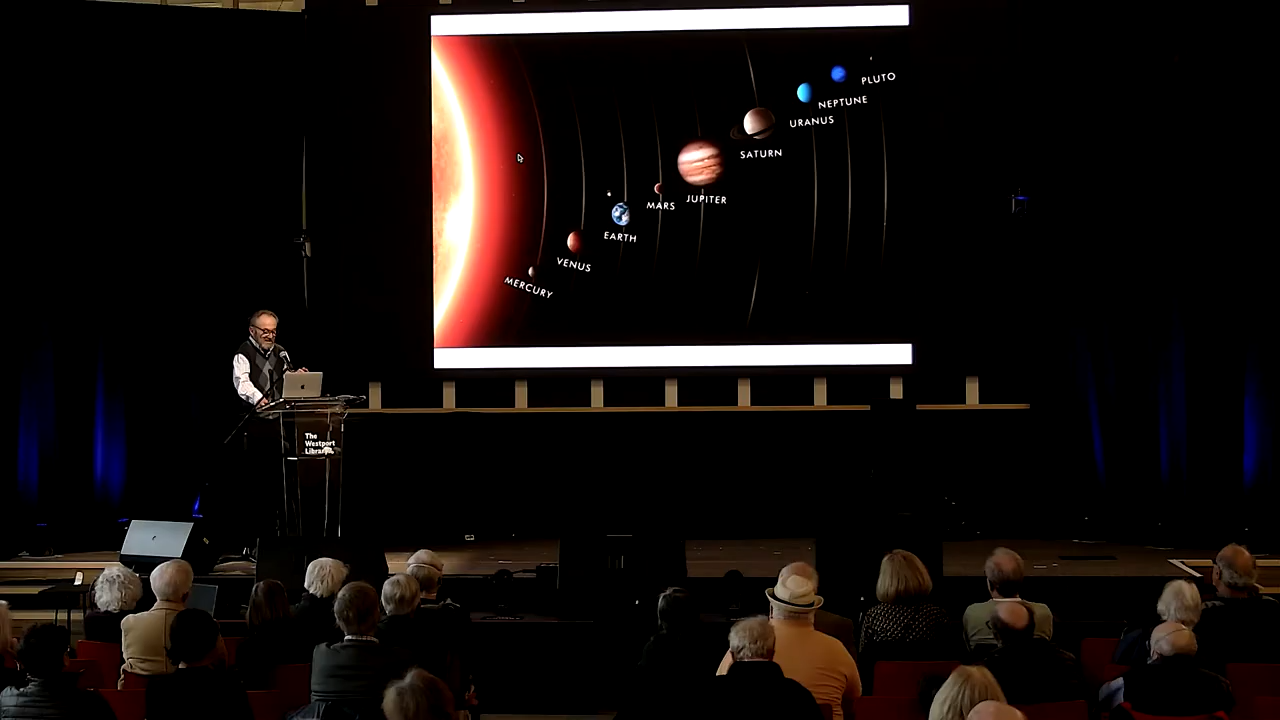 PLUTO
NEPTUNE
URANUS
SATURN
JUPITER
MARS
EARTH
VENUS
MERCURY
The
Westport
Library